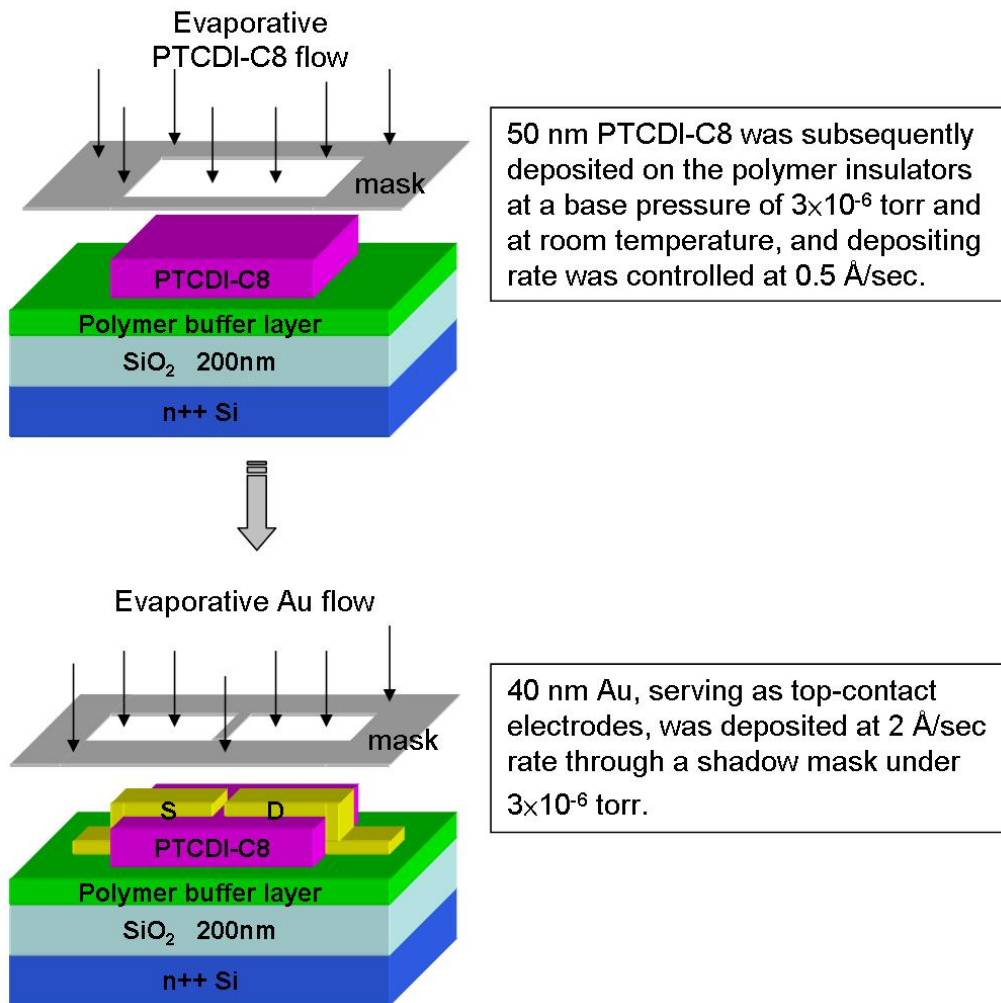 Evaporative
PTCDI-C8 flow
mask
PTCDI-C8
Polymer buffer layer
SiO₂ 200nm
n++ Si
50 nm PTCDI-C8 was subsequently
deposited on the polymer insulators
at a base pressure of 3×10⁻⁶ torr and
at room temperature, and depositing
rate was controlled at 0.5 Å/sec.
Evaporative Au flow
mask
S D
PTCDI-C8
Polymer buffer layer
SiO₂ 200nm
n++ Si
40 nm Au, serving as top-contact
electrodes, was deposited at 2 Å/sec
rate through a shadow mask under
3×10⁻⁶ torr.